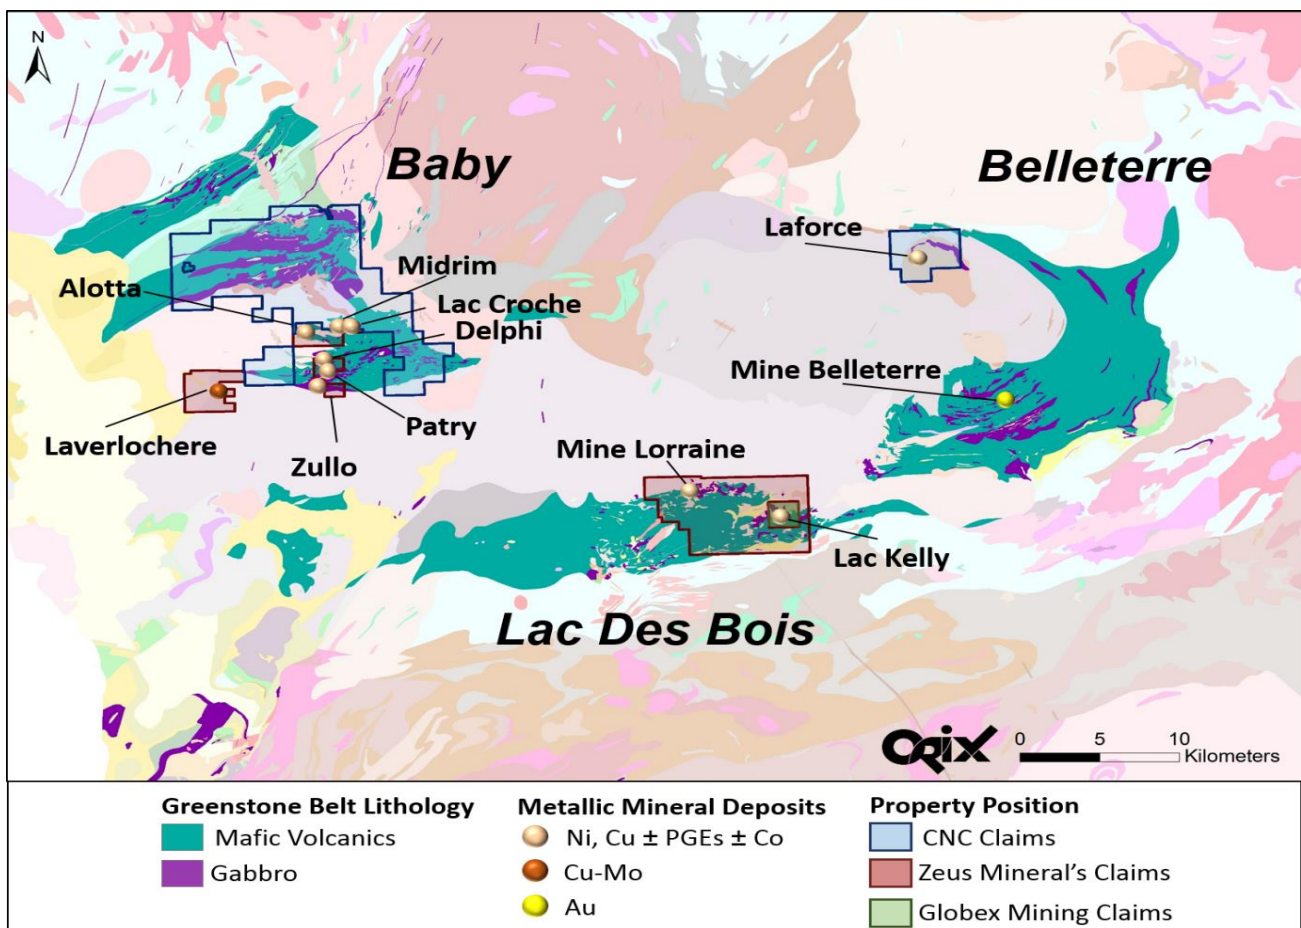 N
Baby
Belleterre
Laforce
Midrim
Alotta
Lac Croche
Delphi
Mine Belleterre
Laverlochere
Patry
Mine Lorraine
Zullo
Lac Kelly
Lac Des Bois
ORIX
0 5 10
Kilometers
Greenstone Belt Lithology
Mafic Volcanics
Gabbro
Metallic Mineral Deposits
Ni, Cu ± PGEs ± Co
Cu-Mo
Au
Property Position
CNC Claims
Zeus Mineral's Claims
Globex Mining Claims